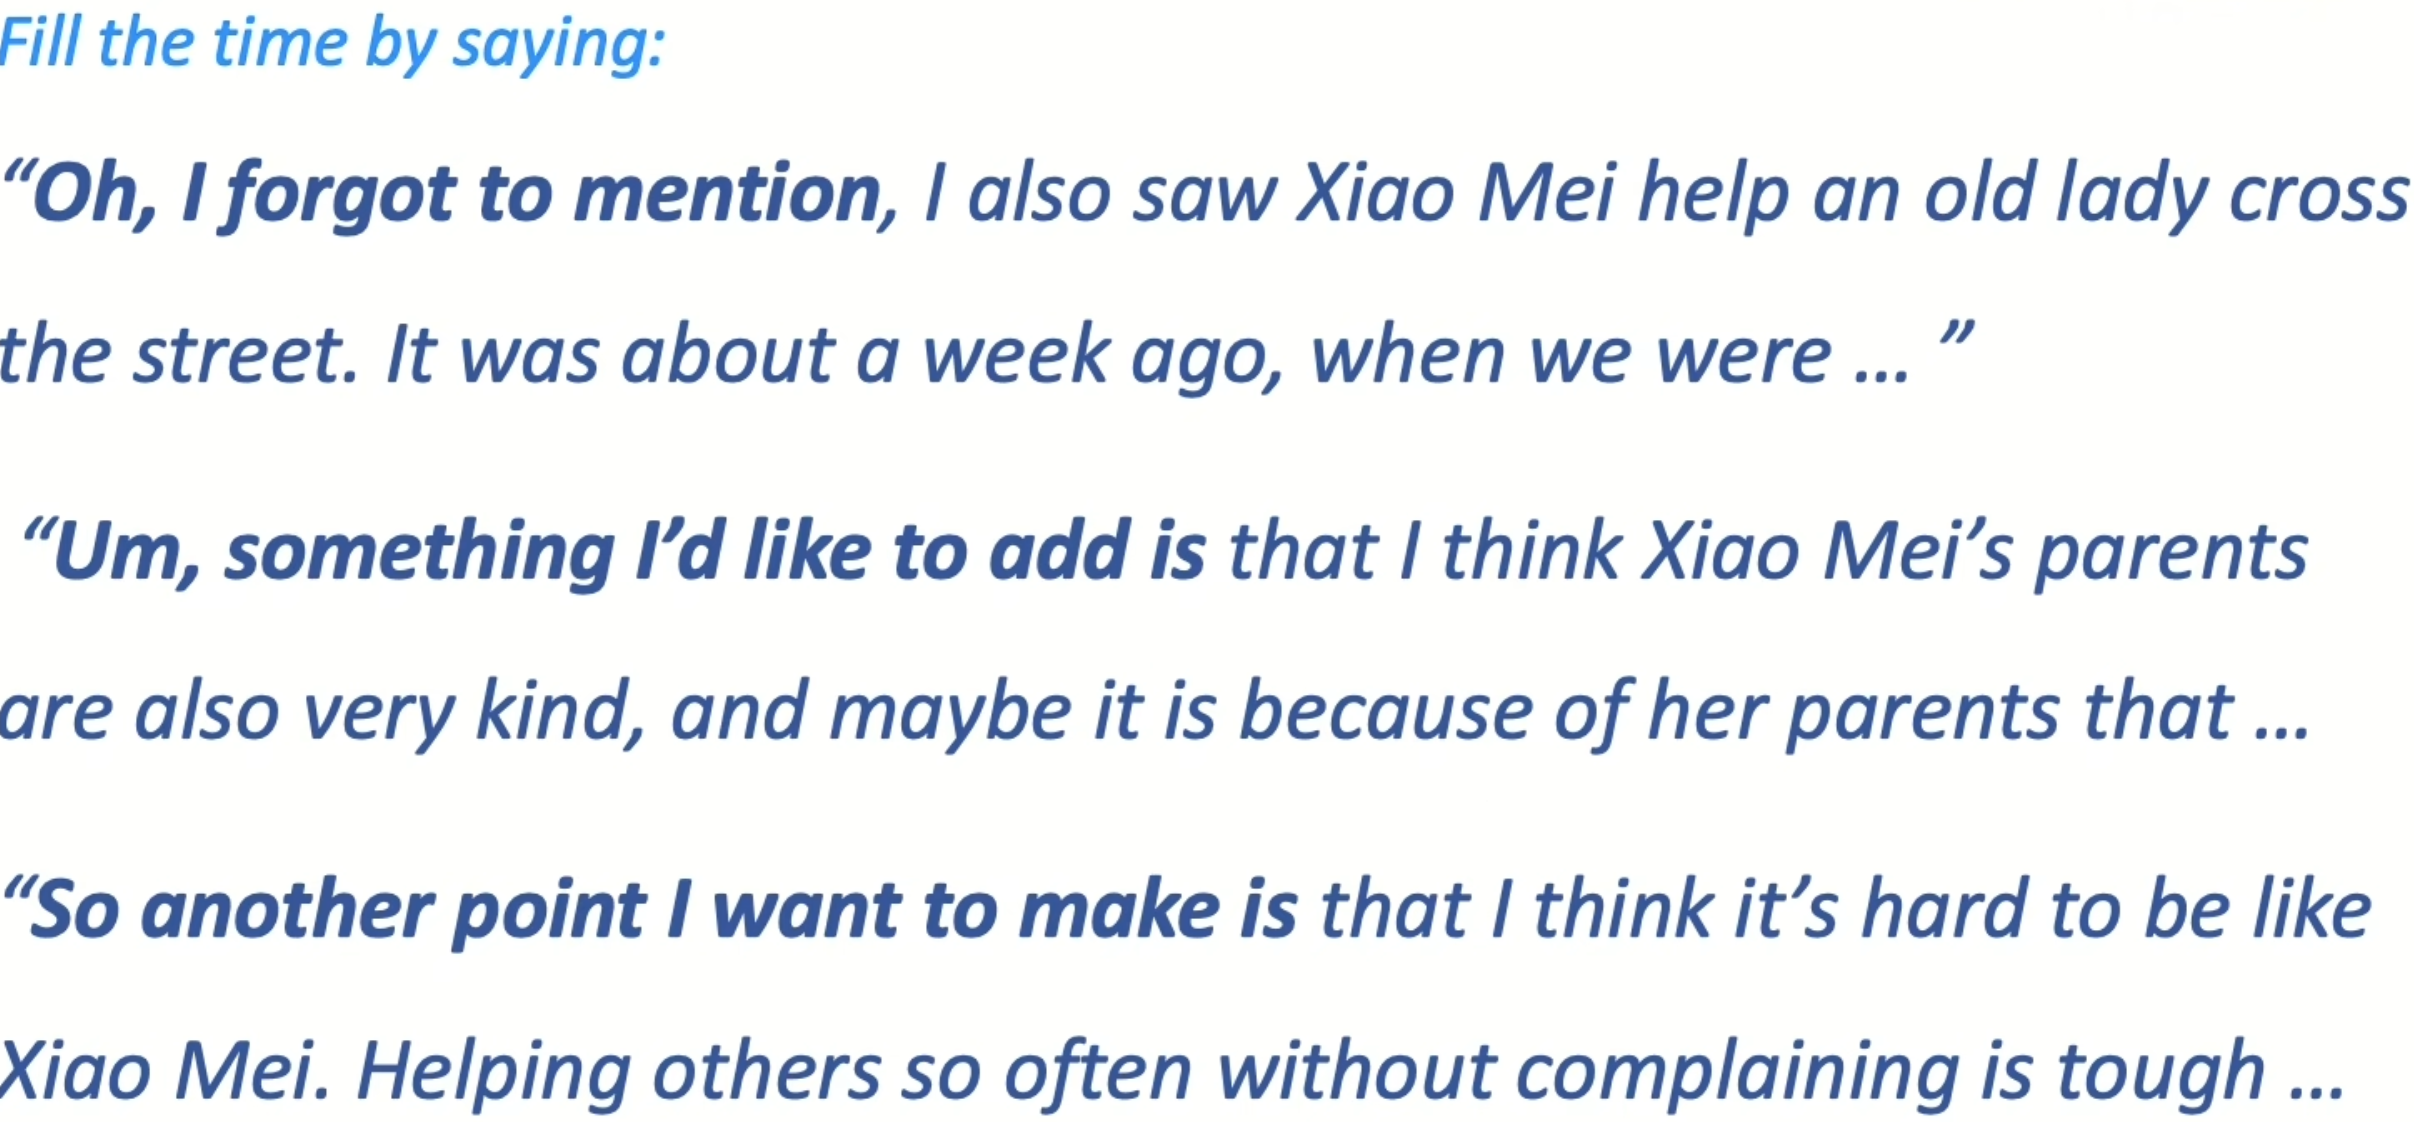 Fill the time by saying:
“Oh, I forgot to mention, I also saw Xiao Mei help an old lady cross
the street. It was about a week ago, when we were ... ”
“Um, something I’d like to add is that I think Xiao Mei’s parents
are also very kind, and maybe it is because of her parents that ...
“So another point I want to make is that I think it’s hard to be like
Xiao Mei. Helping others so often without complaining is tough ...